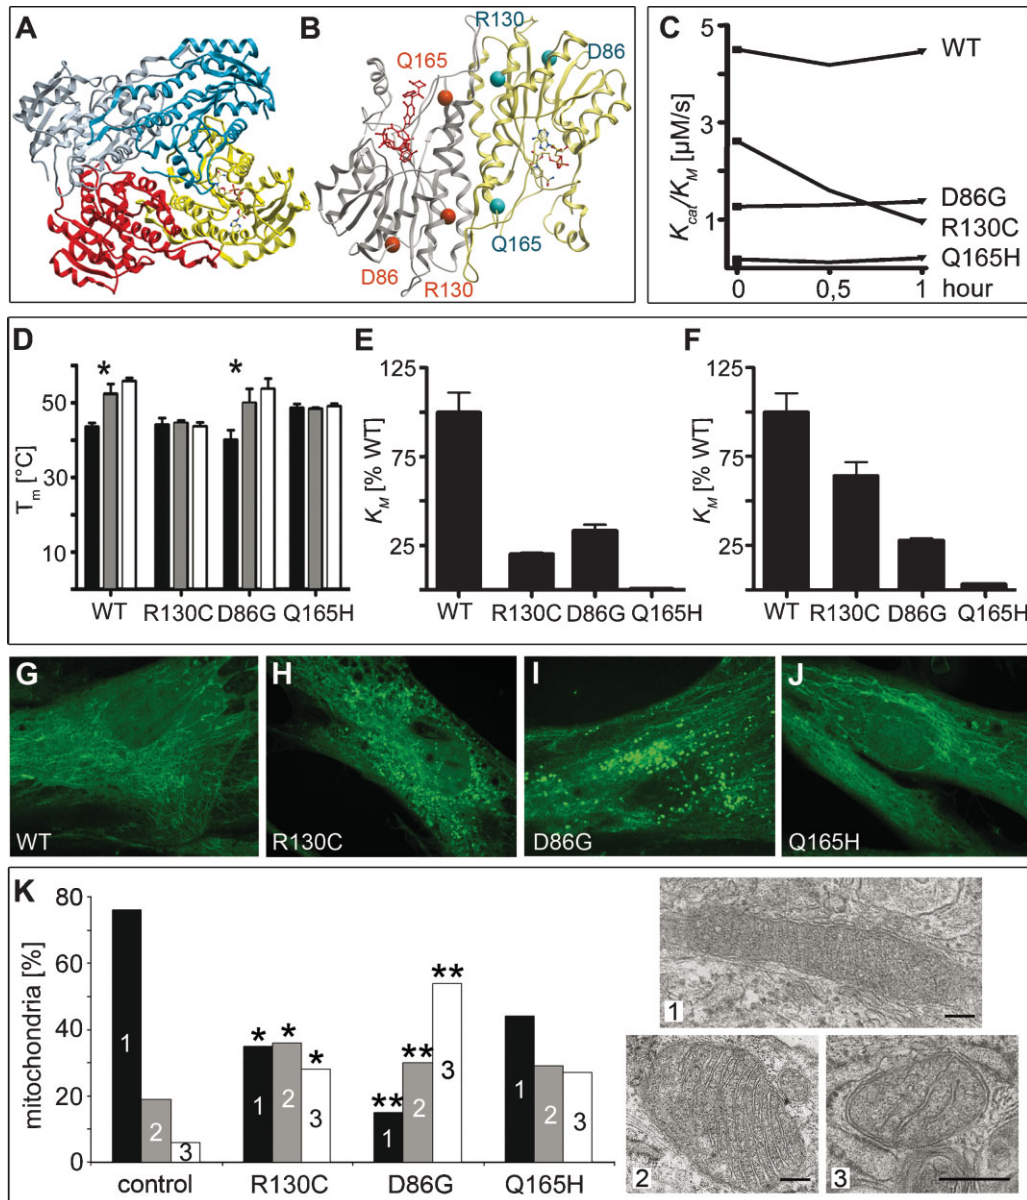 A
B
R130
D86
Q165
Q165
D86
R130
C
K_cat/K_M [µM/s]
4,5
3
1
WT
D86G
R130C
Q165H
0
0,5
1
hour
D
T_m [°C]
50
30
10
*
*
WT
R130C
D86G
Q165H
E
K_M [% WT]
125
75
25
WT
R130C
D86G
Q165H
F
K_M [% WT]
125
75
25
WT
R130C
D86G
Q165H
G
WT
H
R130C
I
D86G
J
Q165H
K
mitochondria [%]
80
60
40
20
0
1
2
3
*
*
*
1
2
3
**
**
**
1
2
3
1
2
3
control
R130C
D86G
Q165H
1
2
3